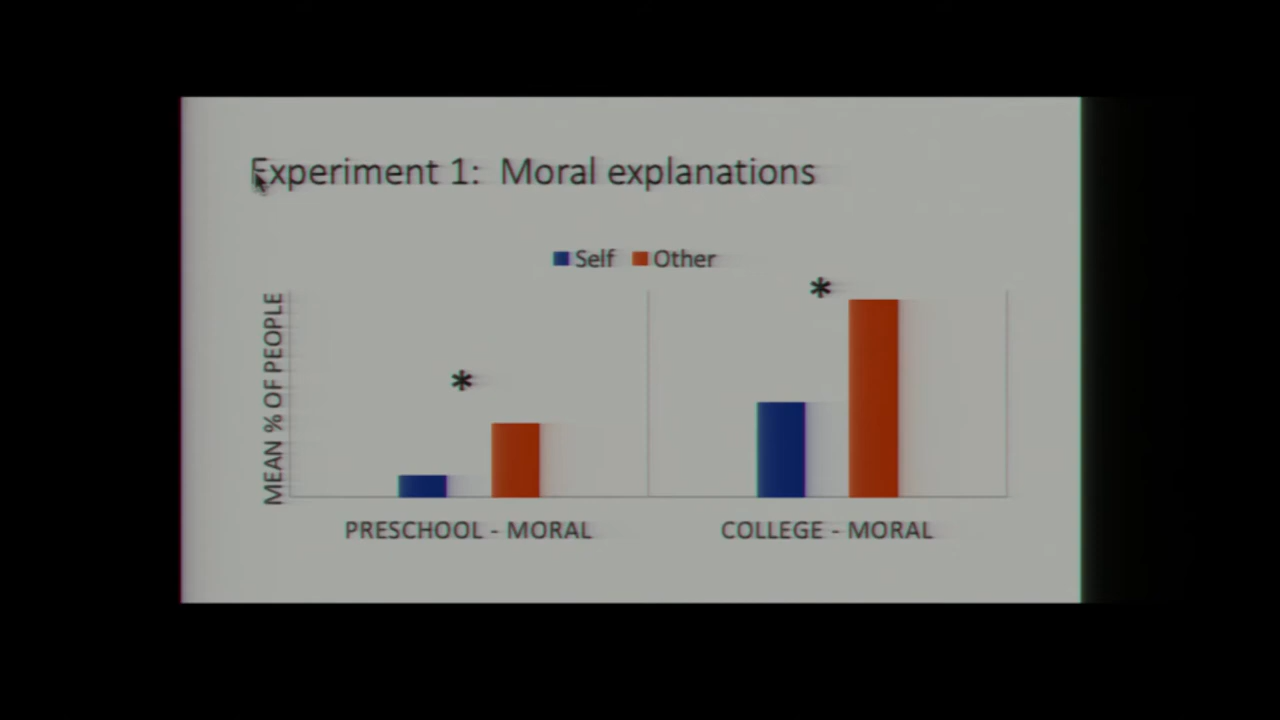 Experiment 1: Moral explanations
Self Other
*
*
MEAN % OF PEOPLE
PRESCHOOL - MORAL COLLEGE - MORAL